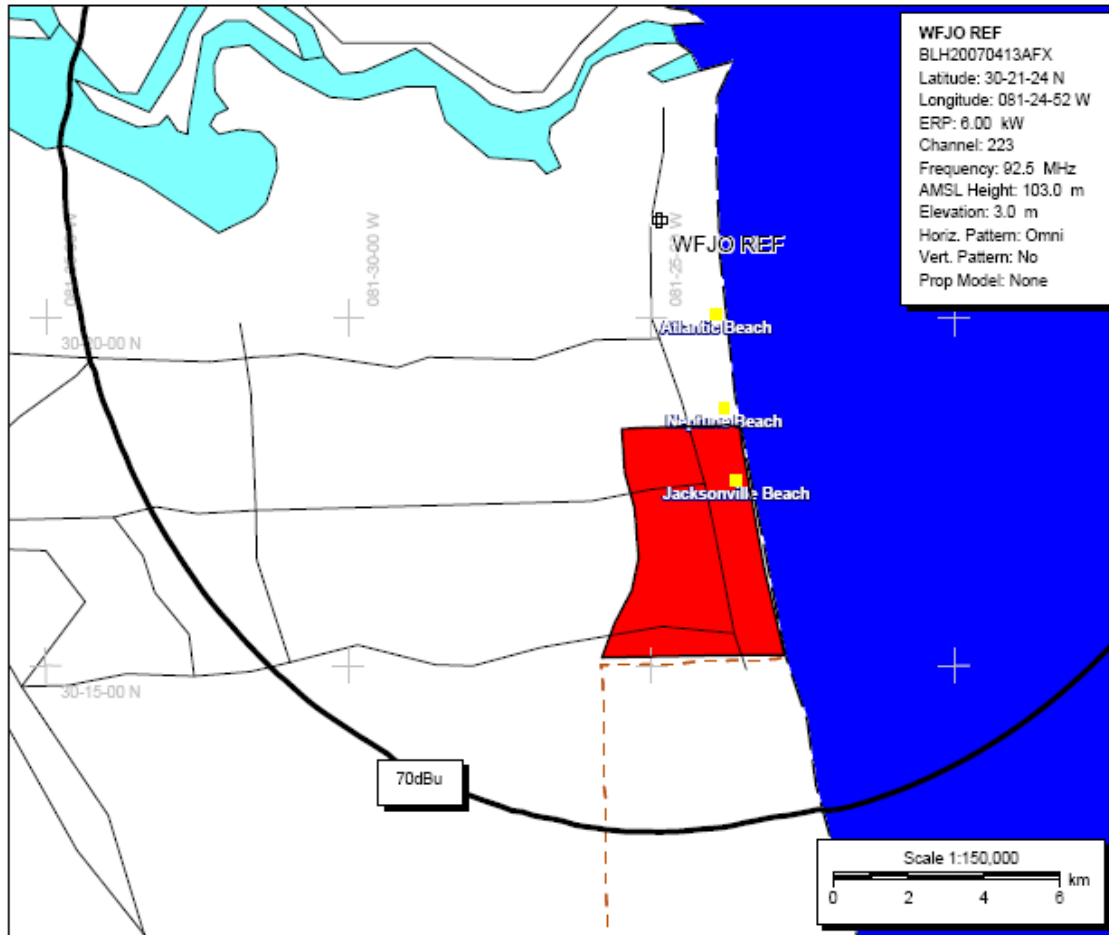 WFJO REF
BLH20070413AFX
Latitude: 30-21-24 N
Longitude: 081-24-52 W
ERP: 6.00 kW
Channel: 223
Frequency: 92.5 MHz
AMSL Height: 103.0 m
Elevation: 3.0 m
Horiz. Pattern: Omni
Vert. Pattern: No
Prop Model: None
WFJO REF
081-30-00 W
30-20-00 N
Atlantic Beach
Neptune Beach
Jacksonville Beach
30-15-00 N
70dBu
Scale 1:150,000
0 2 4 6 km